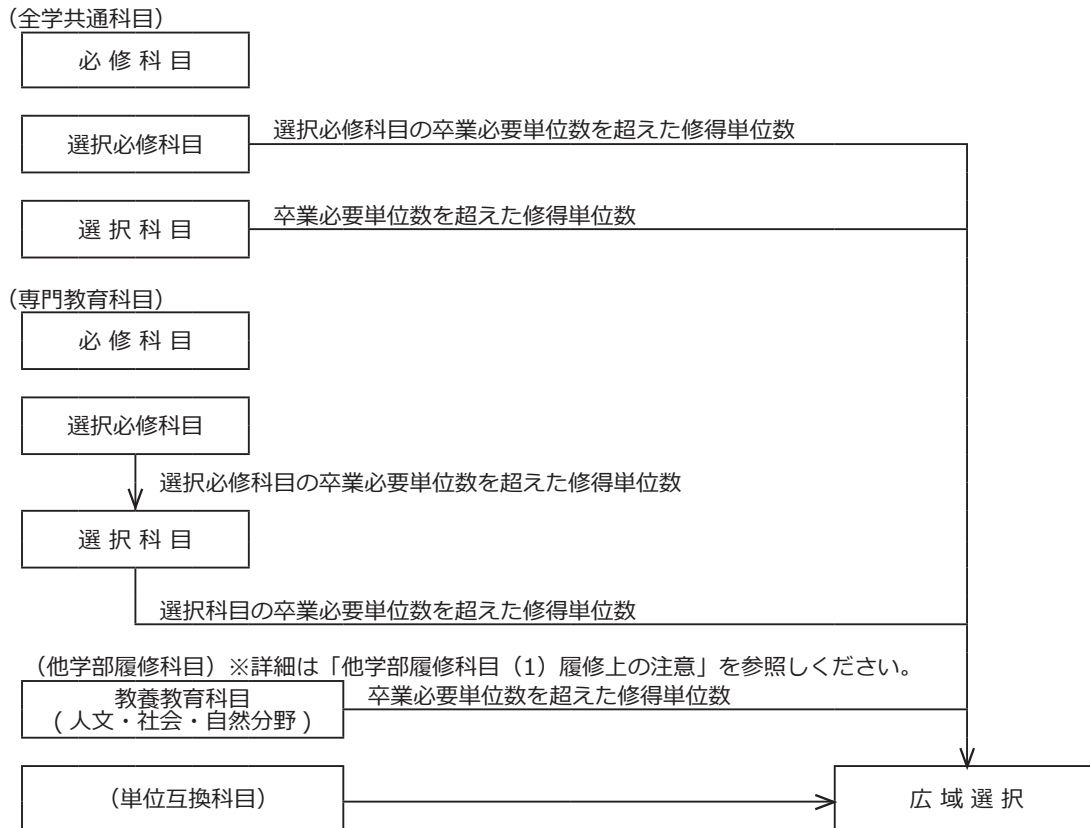 （全学共通科目）
必 修 科 目
選択必修科目
選択必修科目の卒業必要単位数を超えた修得単位数
選 択 科 目
卒業必要単位数を超えた修得単位数
（専門教育科目）
必 修 科 目
選択必修科目
選択必修科目の卒業必要単位数を超えた修得単位数
選 択 科 目
選択科目の卒業必要単位数を超えた修得単位数
（他学部履修科目）※詳細は「他学部履修科目（1）履修上の注意」を参照しください。
教養教育科目
( 人文・社会・自然分野 )
卒業必要単位数を超えた修得単位数
（単位互換科目）
広 域 選 択